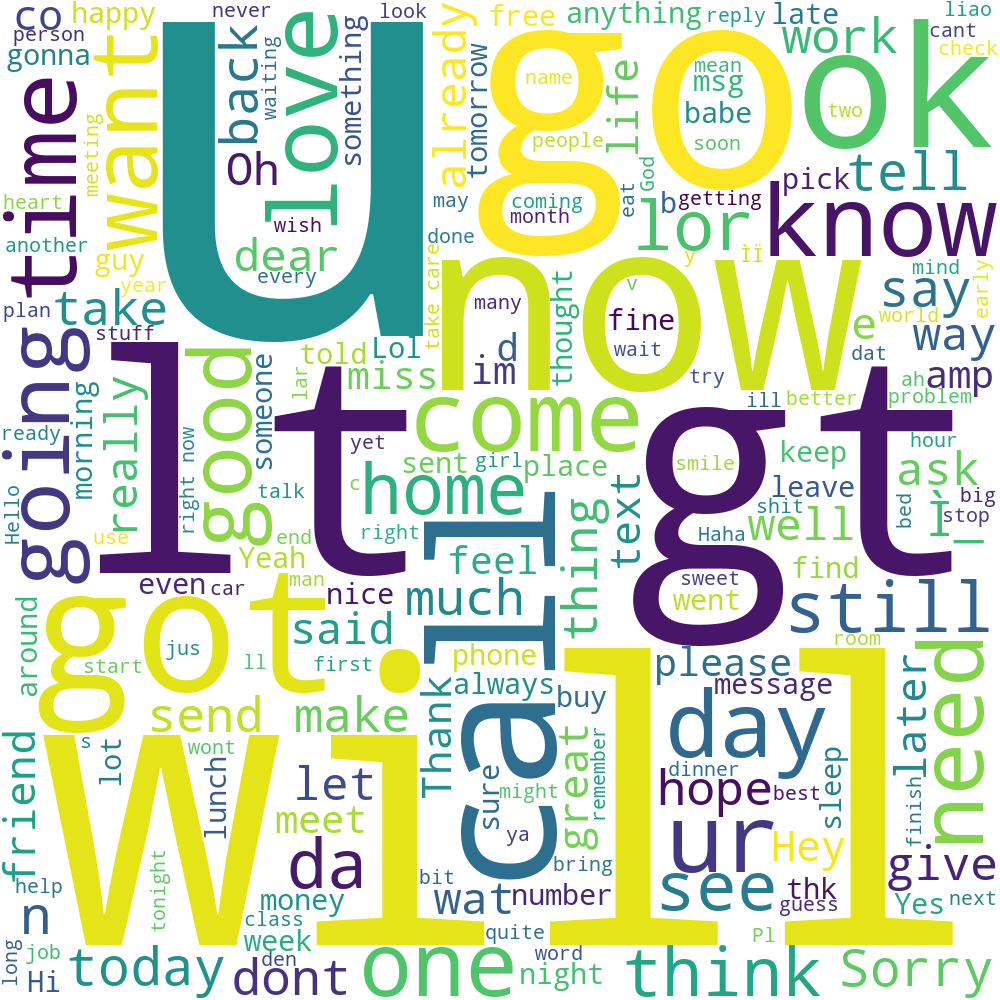 co
happy
never
look
free
anything
reply
late
liao
person
gonna
want
time
u
back
waiting
love
something
already
tomorrow
go
o
ok
work
cant
check
name
people
life
mean
msg
babe
soon
two
Oh
wish
dear
every
meeting
heart
another
guy
year
plan
take
stuff
may
done
take care
coming
month
God
eat
b
getting
pick
tell
lor
know
y
ÌÏ
mind
say
world
early
way
now
many
thought
v
fine
wait
e
dat
amp
going
lt
good
told
Lol
lar
miss
d
im
try
ill
better
ah
problem
ready
morning
really
right now
someone
yet
come
gt
smile
hour
Hello
talk
c
sent
girl
place
home
text
keep
ask
leave
shit
bed
Ì_
big
stop
use
end
Yeah
right
call
feel
thing
Haha
well
find
even
car
man
nice
much
sweet
went
still
around
got
jus
ll
said
first
phone
please
room
start
send
make
Thank
always
buy
message
day
later
need
friend
s
lot
wont
will
let
great
remember
hope
dinner
best
sleep
finish
lunch
meet
sure
might
ya
ur
Hey
help
n
tonight
da
money
bit
wat
bring
number
see
thk
guess
give
Yes
next
class
week
quite
Pl
long
job
Hi
today
den
dont
one
word
night
think
Sorry